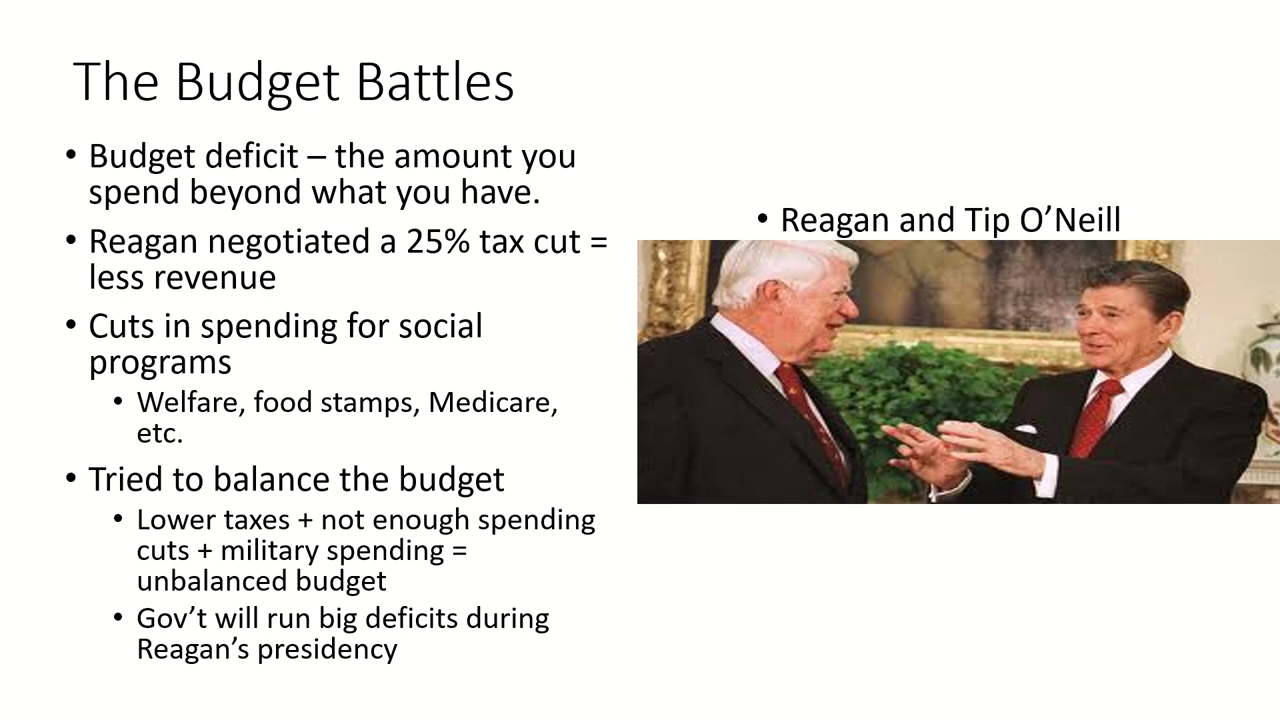 The Budget Battles
• Budget deficit – the amount you
spend beyond what you have.
• Reagan negotiated a 25% tax cut =
less revenue
• Cuts in spending for social
programs
• Welfare, food stamps, Medicare,
etc.
• Tried to balance the budget
• Lower taxes + not enough spending
cuts + military spending =
unbalanced budget
• Gov’t will run big deficits during
Reagan’s presidency
• Reagan and Tip O’Neill